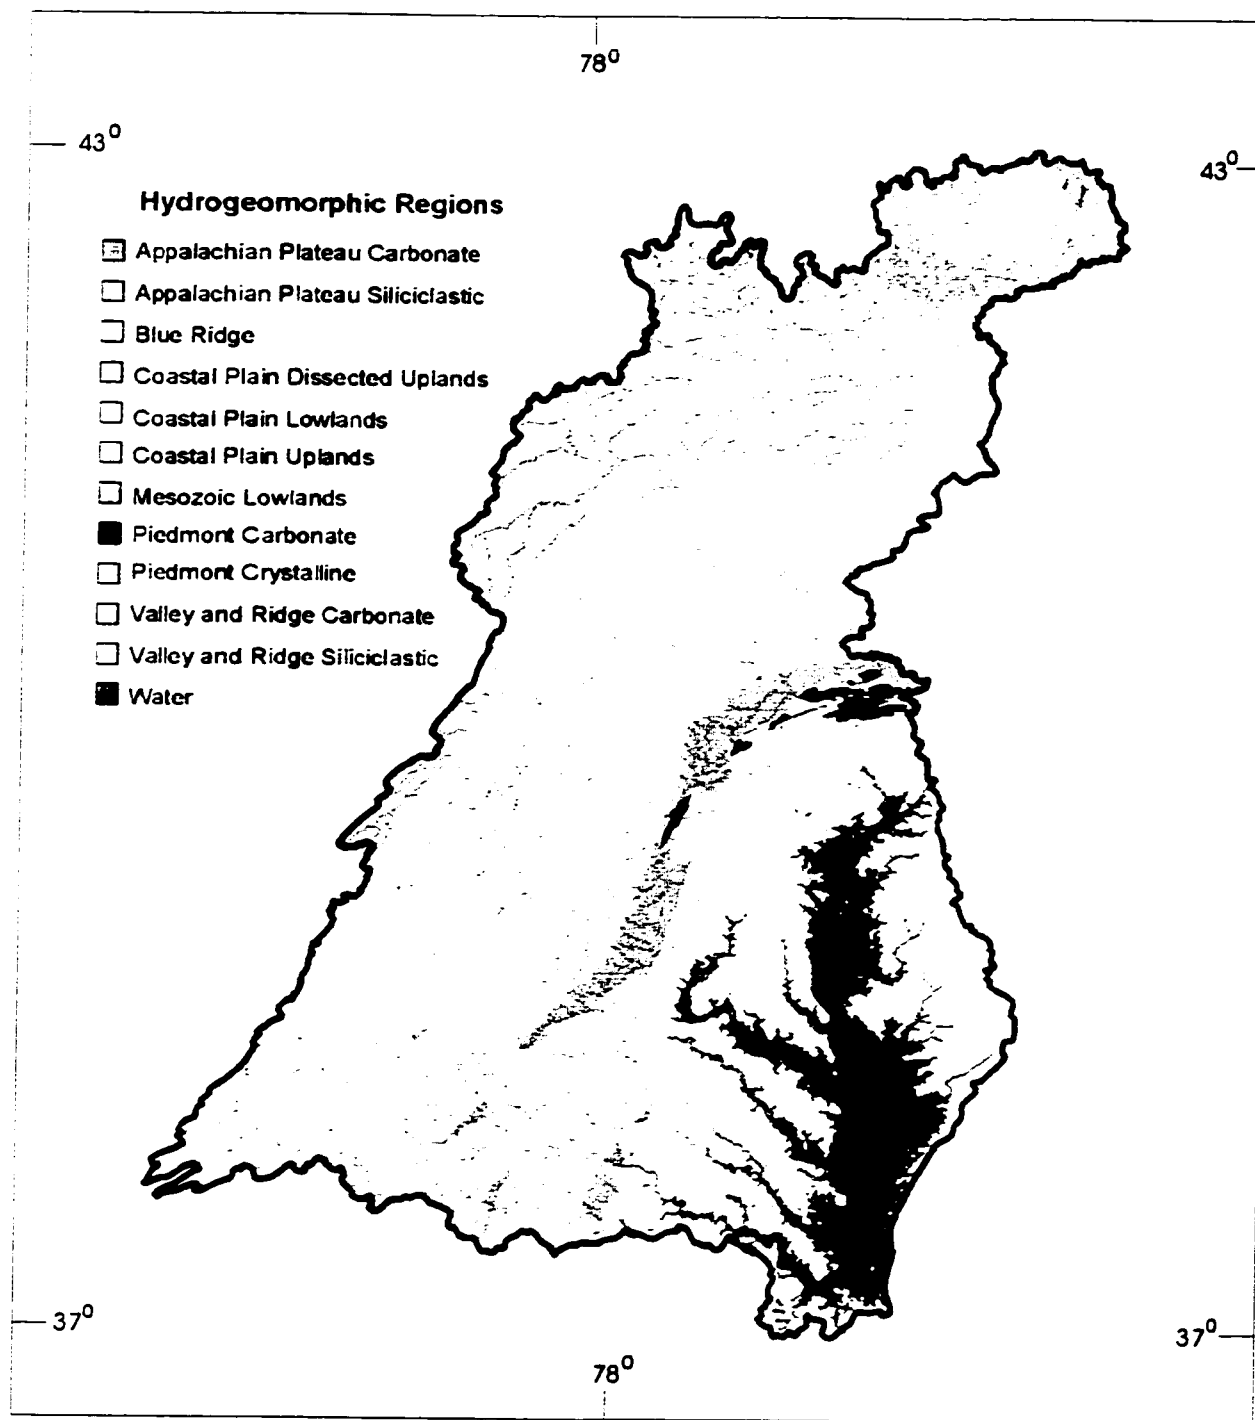 78⁰
43⁰
43⁰
Hydrogeomorphic Regions
Appalachian Plateau Carbonate
Appalachian Plateau Siliciclastic
Blue Ridge
Coastal Plain Dissected Uplands
Coastal Plain Lowlands
Coastal Plain Uplands
Mesozoic Lowlands
Piedmont Carbonate
Piedmont Crystalline
Valley and Ridge Carbonate
Valley and Ridge Siliciclastic
Water
37⁰
37⁰
78⁰